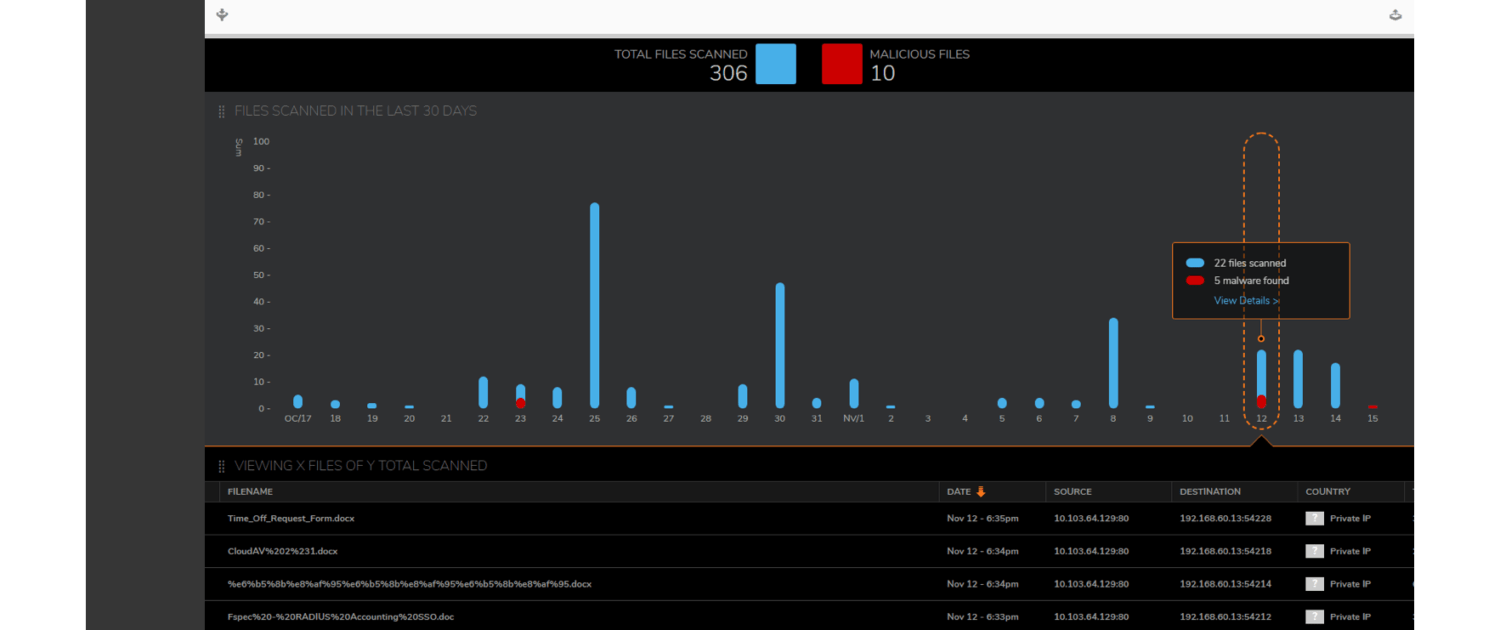 TOTAL FILES SCANNED
306
MALICIOUS FILES
10
FILES SCANNED IN THE LAST 30 DAYS
Sum
100
90 -
80 -
70 -
60 -
50 -
40 -
30 -
20 -
10 -
0 -
22 files scanned
5 malware found
View Details >
OC/17 18 19 20 21 22 23 24 25 26 27 28 29 30 31 NV/1 2 3 4 5 6 7 8 9 10 11 12 13 14 15
VIEWING X FILES OF Y TOTAL SCANNED
FILENAME DATE SOURCE DESTINATION COUNTRY
Time_Off_Request_Form.docx Nov 12 - 6:35pm 10.103.64.129:80 192.168.60.13:54228 ? Private IP
CloudAV%202%231.docx Nov 12 - 6:34pm 10.103.64.129:80 192.168.60.13:54218 ? Private IP
%e6%b5%8b%e8%af%95%e6%b5%8b%e8%af%95%e6%b5%8b%e8%af%95.docx Nov 12 - 6:34pm 10.103.64.129:80 192.168.60.13:54214 ? Private IP
Fspec%20-%20RADIUS%20Accounting%20SSO.doc Nov 12 - 6:33pm 10.103.64.129:80 192.168.60.13:54212 ? Private IP